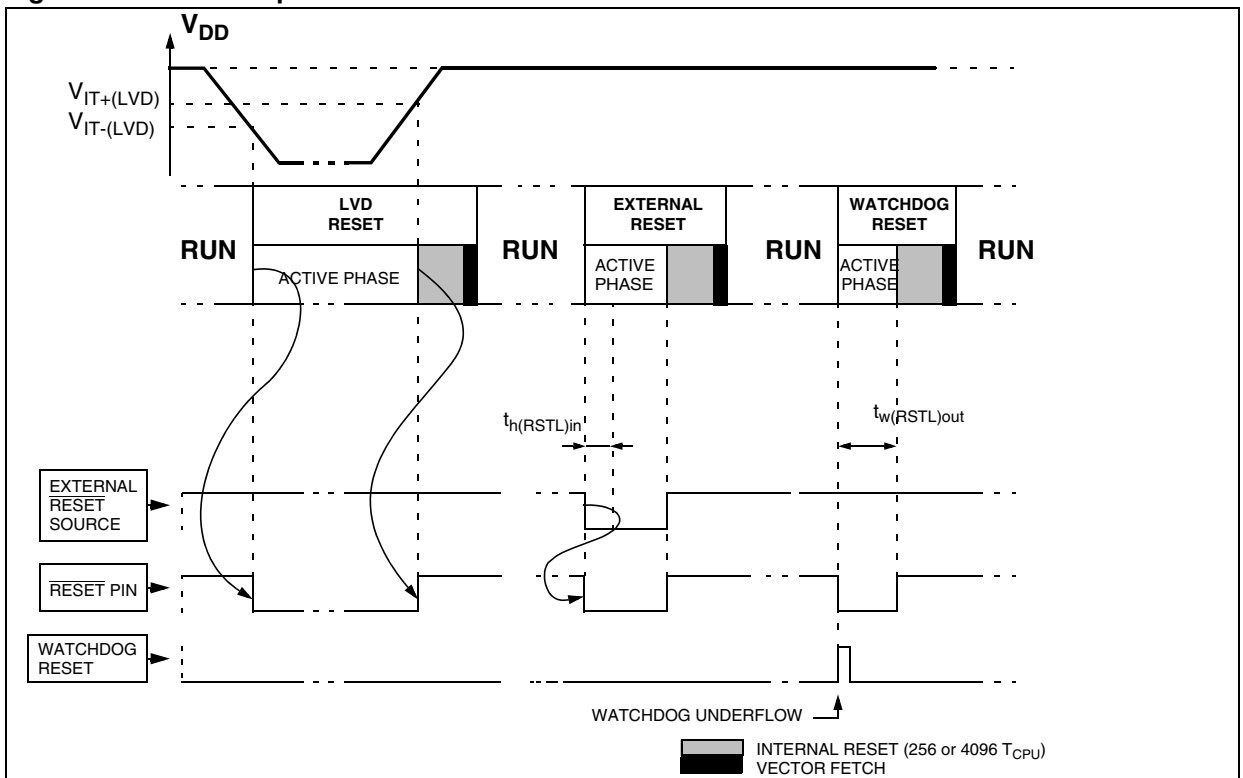 VDD
VIT+(LVD)
VIT-(LVD)
LVD
RESET
EXTERNAL
RESET
WATCHDOG
RESET
RUN
RUN
RUN
RUN
ACTIVE PHASE
ACTIVE
PHASE
ACTIVE
PHASE
th(RSTL)in
tw(RSTL)out
EXTERNAL
RESET
SOURCE
RESET PIN
WATCHDOG
RESET
WATCHDOG UNDERFLOW
INTERNAL RESET (256 or 4096 TCPU)
VECTOR FETCH